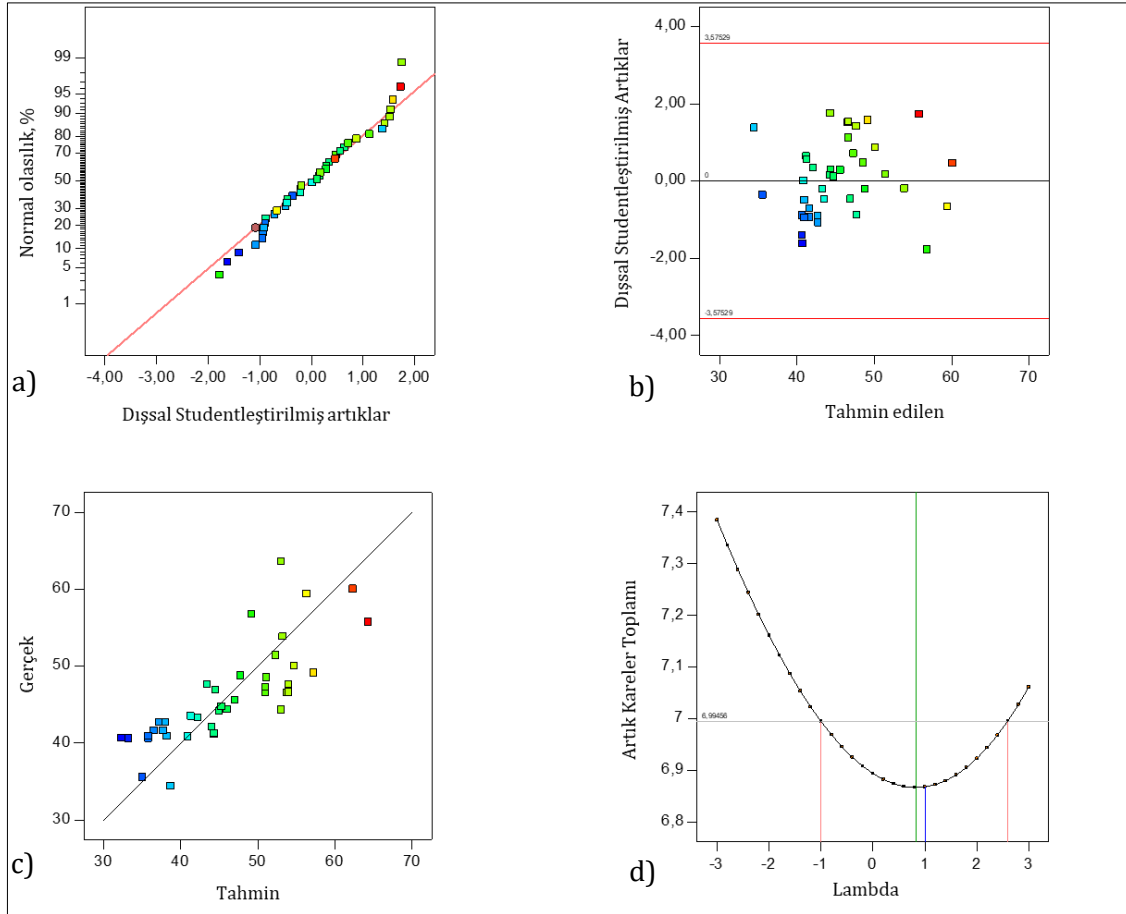 99
95
90
80
70
50
30
20
10
5
1
Normal olasılık, %
-4,00 -3,00 -2,00 -1,00 0,00 1,00 2,00
a)
Dışsal Studentleştirilmiş artıklar
4,00
3,57529
2,00
0
0,00
-2,00
-3,57529
-4,00
Dışsal Studentleştirilmiş Artıklar
30 40 50 60 70
b)
Tahmin edilen
70
60
50
40
30
Gerçek
30 40 50 60 70
c)
Tahmin
7,4
7,3
7,2
7,1
7
6,99456
6,9
6,8
Artık Kareler Toplamı
-3 -2 -1 0 1 2 3
d)
Lambda